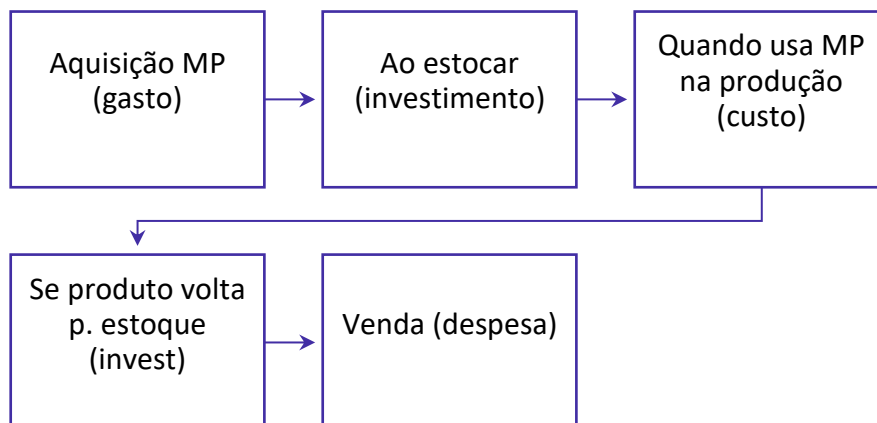 Aquisição MP
(gasto)
Ao estocar
(investimento)
Quando usa MP
na produção
(custo)
Se produto volta
p. estoque
(invest)
Venda (despesa)